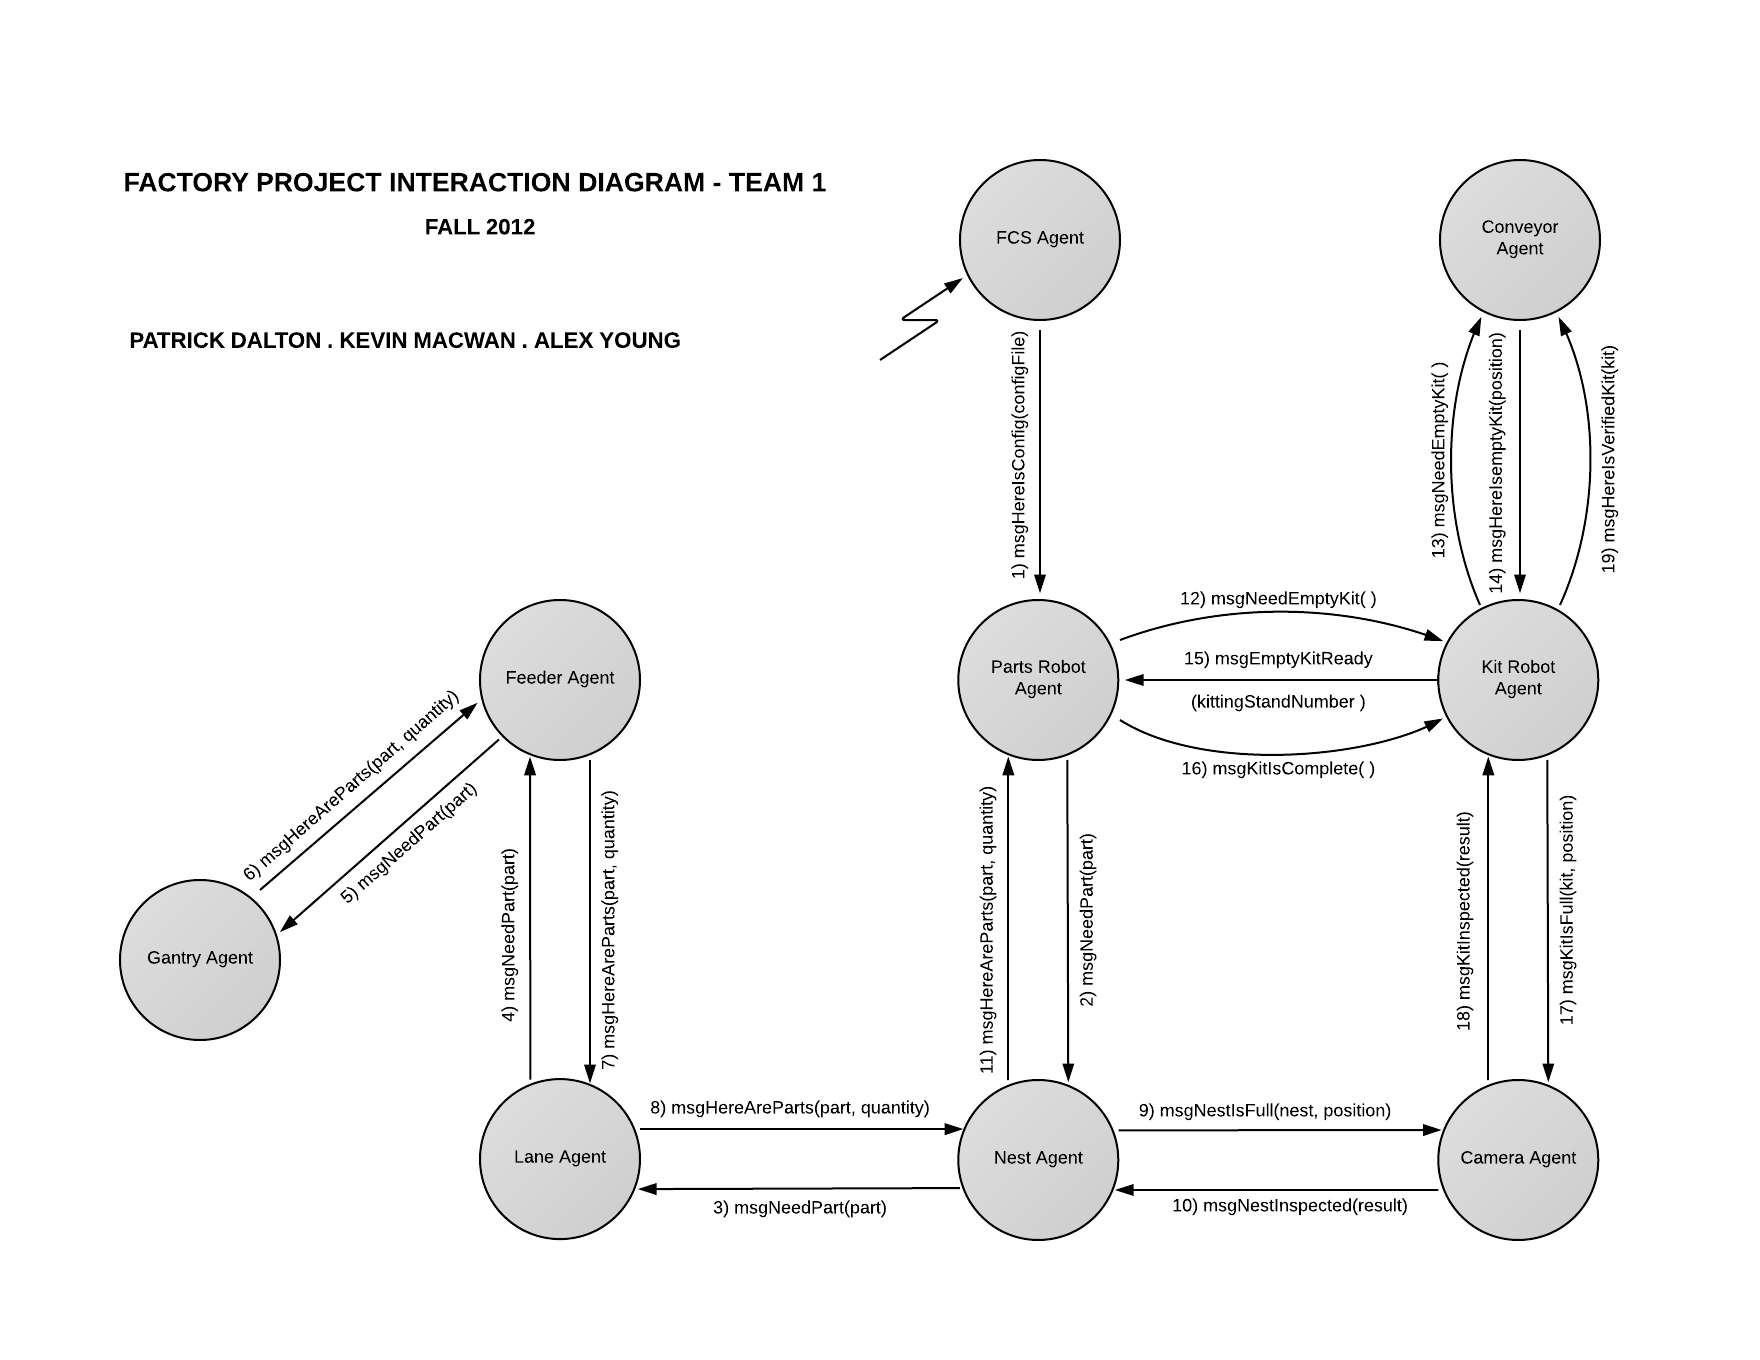 FACTORY PROJECT INTERACTION DIAGRAM - TEAM 1
FALL 2012
PATRICK DALTON . KEVIN MACWAN . ALEX YOUNG
FCS Agent
Conveyor
Agent
1) msgHereIsConfig(configFile)
13) msgNeedEmptyKit( )
14) msgHereIsemptyKit(position)
19) msgHereIsVerifiedKit(kit)
Feeder Agent
Parts Robot
Agent
12) msgNeedEmptyKit( )
15) msgEmptyKitReady
(kittingStandNumber )
16) msgKitIsComplete( )
Kit Robot
Agent
6) msgHereAreParts(part, quantity)
5) msgNeedPart(part)
Gantry Agent
4) msgNeedPart(part)
7) msgHereAreParts(part, quantity)
11) msgHereAreParts(part, quantity)
2) msgNeedPart(part)
18) msgKitInspected(result)
17) msgKitIsFull(kit, position)
Lane Agent
8) msgHereAreParts(part, quantity)
3) msgNeedPart(part)
Nest Agent
9) msgNestIsFull(nest, position)
10) msgNestInspected(result)
Camera Agent